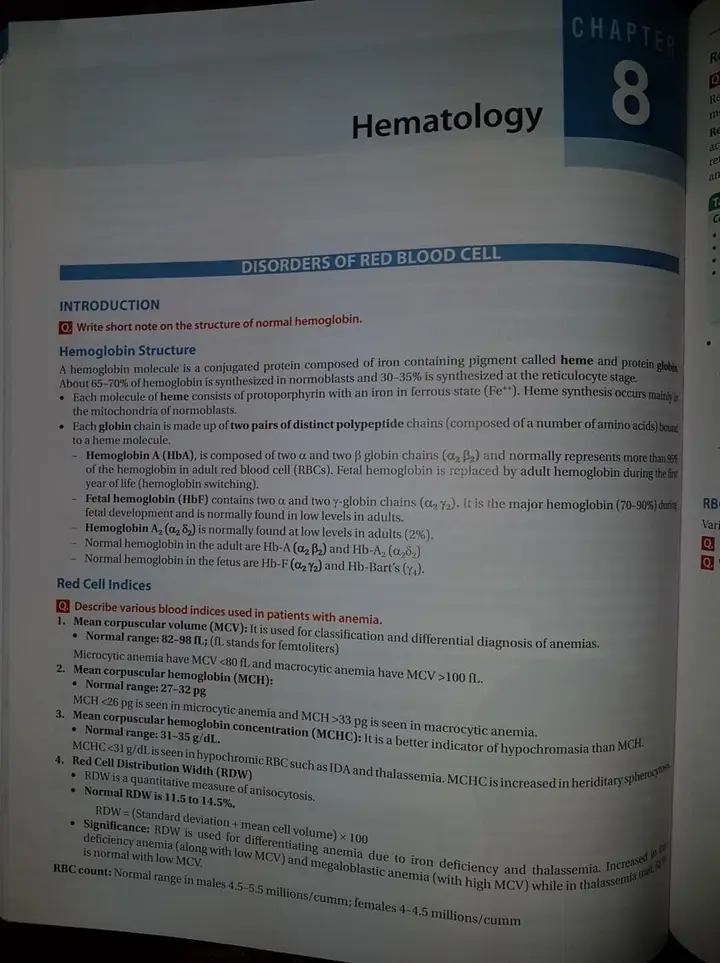 CHAPTER
8
Hematology
DISORDERS OF RED BLOOD CELL
INTRODUCTION
Q. Write short note on the structure of normal hemoglobin.
Hemoglobin Structure
A hemoglobin molecule is a conjugated protein composed of iron containing pigment called heme and protein globin.
About 65–70% of hemoglobin is synthesized in normoblasts and 30–35% is synthesized at the reticulocyte stage.
• Each molecule of heme consists of protoporphyrin with an iron in ferrous state (Fe⁺⁺). Heme synthesis occurs mainly in
the mitochondria of normoblasts.
• Each globin chain is made up of two pairs of distinct polypeptide chains (composed of a number of amino acids) bound
to a heme molecule.
– Hemoglobin A (HbA), is composed of two α and two β globin chains (α₂ β₂) and normally represents more than 95%
of the hemoglobin in adult red blood cell (RBCs). Fetal hemoglobin is replaced by adult hemoglobin during the first
year of life (hemoglobin switching).
– Fetal hemoglobin (HbF) contains two α and two γ-globin chains (α₂ γ₂). It is the major hemoglobin (70–90%) during
fetal development and is normally found in low levels in adults.
– Hemoglobin A₂ (α₂ δ₂) is normally found at low levels in adults (2%).
– Normal hemoglobin in the adult are Hb-A (α₂ β₂) and Hb-A₂ (α₂δ₂)
– Normal hemoglobin in the fetus are Hb-F (α₂ γ₂) and Hb-Bart's (γ₄).
Red Cell Indices
Q. Describe various blood indices used in patients with anemia.
1. Mean corpuscular volume (MCV): It is used for classification and differential diagnosis of anemias.
• Normal range: 82–98 fL; (fL stands for femtoliters)
Microcytic anemia have MCV <80 fL and macrocytic anemia have MCV >100 fL.
2. Mean corpuscular hemoglobin (MCH):
• Normal range: 27–32 pg
MCH <26 pg is seen in microcytic anemia and MCH >33 pg is seen in macrocytic anemia.
3. Mean corpuscular hemoglobin concentration (MCHC): It is a better indicator of hypochromasia than MCH.
• Normal range: 31–35 g/dL.
MCHC <31 g/dL is seen in hypochromic RBC such as IDA and thalassemia. MCHC is increased in heriditary spherocytosis.
4. Red Cell Distribution Width (RDW)
• RDW is a quantitative measure of anisocytosis.
• Normal RDW is 11.5 to 14.5%.
RDW = (Standard deviation ÷ mean cell volume) × 100
• Significance: RDW is used for differentiating anemia due to iron deficiency and thalassemia. Increased in
deficiency anemia (along with low MCV) and megaloblastic anemia (with high MCV) while in thalassemia trait,
is normal with low MCV.
RBC count: Normal range in males 4.5–5.5 millions/cumm; females 4–4.5 millions/cumm